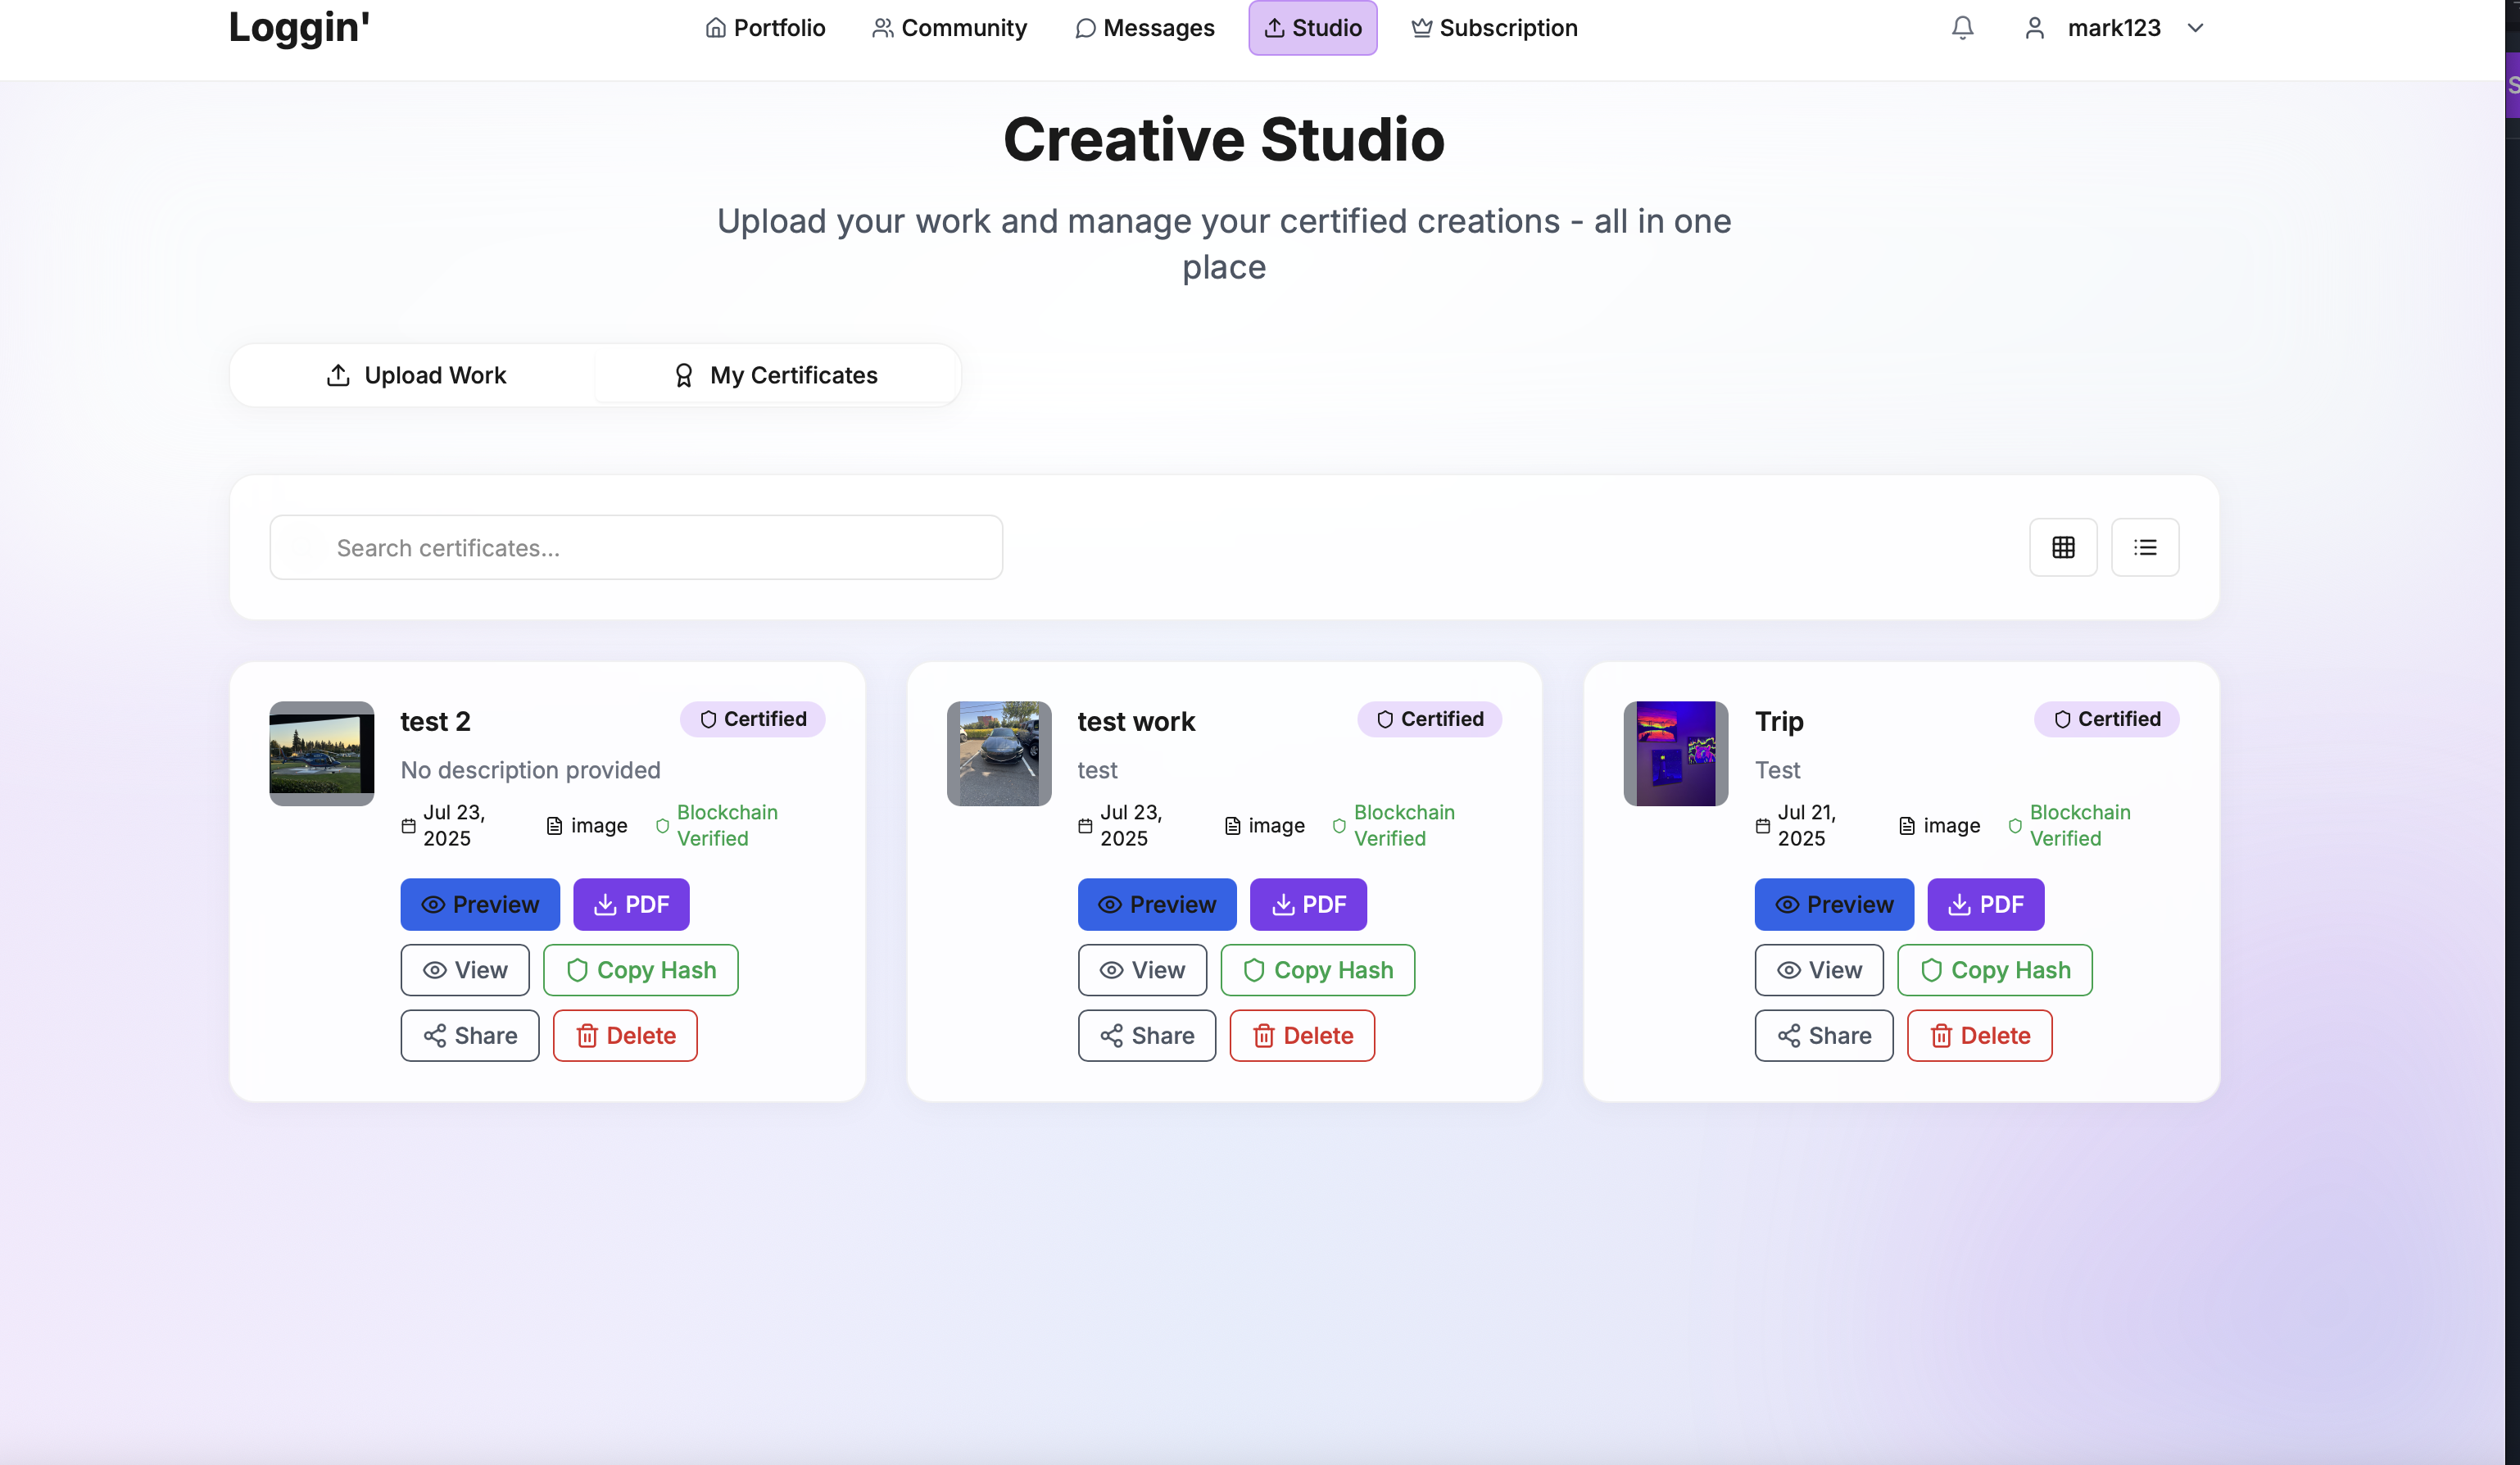 Loggin'
Portfolio
Community
Messages
Studio
Subscription
mark123
Creative Studio
Upload your work and manage your certified creations - all in one
place
Upload Work
My Certificates
Search certificates...
test 2
Certified
No description provided
Jul 23,
2025
image
Blockchain
Verified
Preview
PDF
View
Copy Hash
Share
Delete
test work
Certified
test
Jul 23,
2025
image
Blockchain
Verified
Preview
PDF
View
Copy Hash
Share
Delete
Trip
Certified
Test
Jul 21,
2025
image
Blockchain
Verified
Preview
PDF
View
Copy Hash
Share
Delete